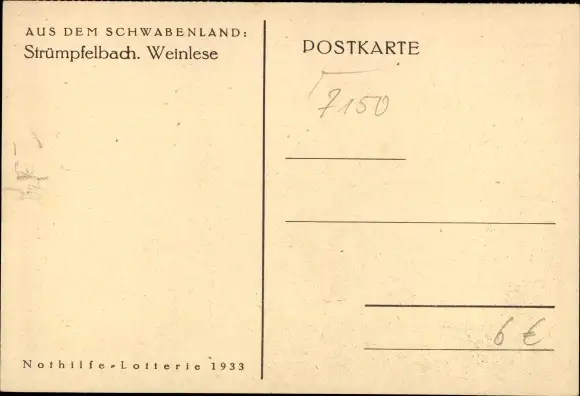 AUS DEM SCHWABENLAND:
Strümpfelbach. Weinlese
Nothilfe-Lotterie 1933
POSTKARTE
7150
6 €